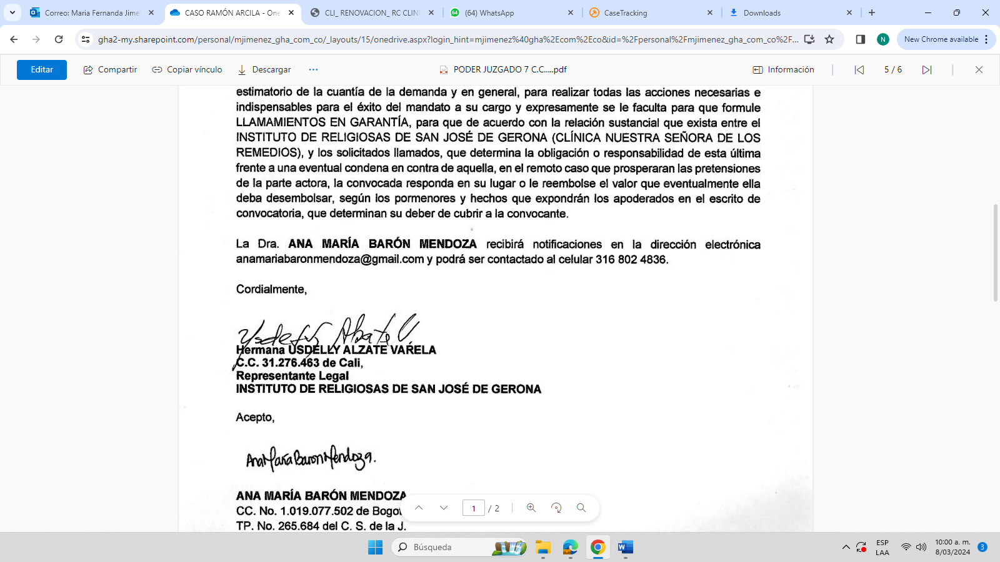 Correo: Maria Fernanda Jime
CASO RAMÓN ARCILA - One
CLI_ RENOVACION_ RC CLINI
64
(64) WhatsApp
CaseTracking
Downloads
gha2-my.sharepoint.com/personal/mjimenez_gha_com_co/_layouts/15/onedrive.aspx?login_hint=mjimenez%40gha%2Ecom%2Eco&id=%2Fpersonal%2Fmjimenez_gha_com_co%2F...
N
New Chrome available
Editar
Compartir
Copiar vínculo
Descargar
...
PODER JUZGADO 7 C.C.....pdf
Información
5 / 6
estimatorio de la cuantía de la demanda y en general, para realizar todas las acciones necesarias e
indispensables para el éxito del mandato a su cargo y expresamente se le faculta para que formule
LLAMAMIENTOS EN GARANTÍA, para que de acuerdo con la relación sustancial que exista entre el
INSTITUTO DE RELIGIOSAS DE SAN JOSÉ DE GERONA (CLÍNICA NUESTRA SEÑORA DE LOS
REMEDIOS), y los solicitados llamados, que determina la obligación o responsabilidad de esta última
frente a una eventual condena en contra de aquella, en el remoto caso que prosperaran las pretensiones
de la parte actora, la convocada responda en su lugar o le reembolse el valor que eventualmente ella
deba desembolsar, según los pormenores y hechos que expondrán los apoderados en el escrito de
convocatoria, que determinan su deber de cubrir a la convocante.
La Dra. ANA MARÍA BARÓN MENDOZA recibirá notificaciones en la dirección electrónica
anamariabaronmendoza@gmail.com y podrá ser contactado al celular 316 802 4836.
Cordialmente,
Hermana USDELLY ALZATE VARELA
C.C. 31.276.463 de Cali,
Representante Legal
INSTITUTO DE RELIGIOSAS DE SAN JOSÉ DE GERONA
Acepto,
Ana María Baron Mendoza.
ANA MARÍA BARÓN MENDOZA
CC. No. 1.019.077.502 de Bogot
TP. No. 265.684 del C. S. de la J.
1 / 2
Búsqueda
ESP
LAA
10:00 a. m.
8/03/2024
3